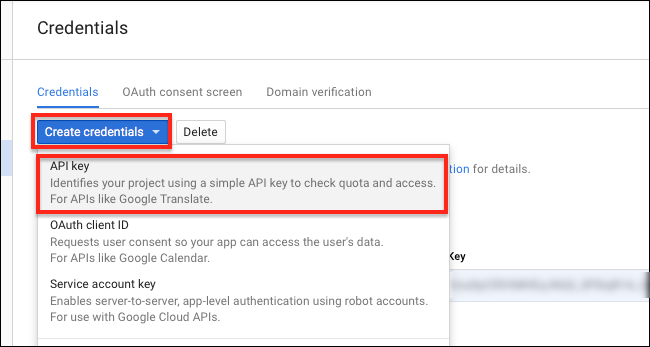 Credentials
Credentials OAuth consent screen Domain verification
Create credentials Delete
API key
Identifies your project using a simple API key to check quota and access.
For APIs like Google Translate.
OAuth client ID
Requests user consent so your app can access the user's data.
For APIs like Google Calendar.
Service account key
Enables server-to-server, app-level authentication using robot accounts.
For use with Google Cloud APIs.
tion for details.
Key